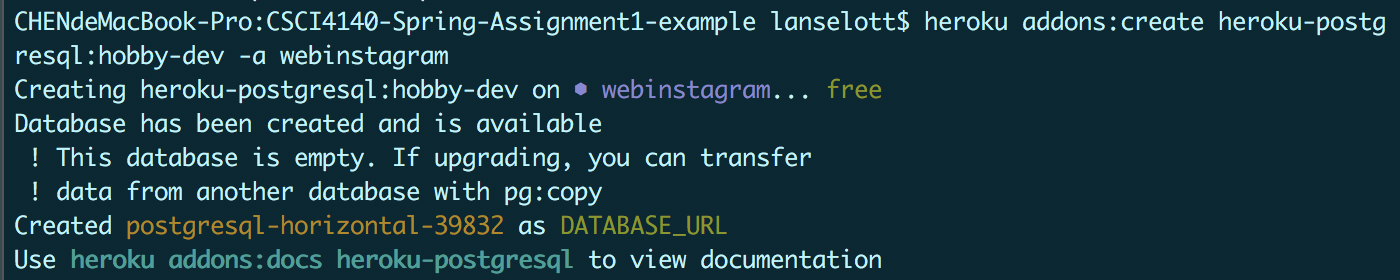 CHENdeMacBook-Pro:CSCI4140-Spring-Assignment1-example lanselott$ heroku addons:create heroku-postg
resql:hobby-dev -a webinstagram
Creating heroku-postgresql:hobby-dev on ⬢ webinstagram... free
Database has been created and is available
 ! This database is empty. If upgrading, you can transfer
 ! data from another database with pg:copy
Created postgresql-horizontal-39832 as DATABASE_URL
Use heroku addons:docs heroku-postgresql to view documentation